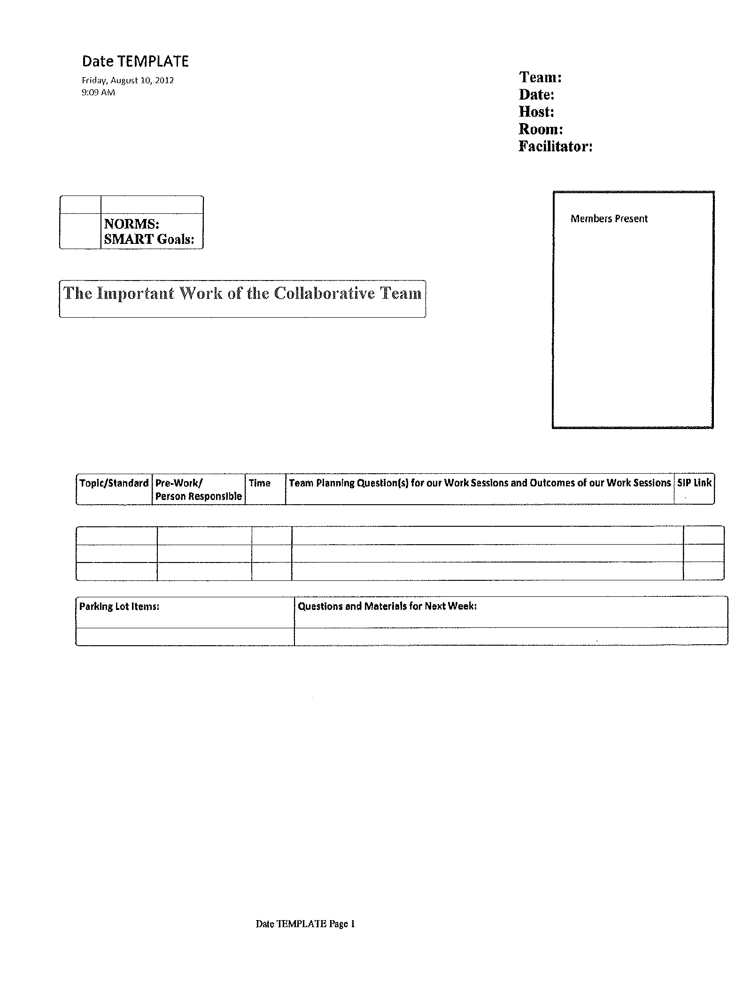 Date TEMPLATE
Friday, August 10, 2012
9:09 AM
Team:
Date:
Host:
Room:
Facilitator:
NORMS:
SMART Goals:
Members Present
The Important Work of the Collaborative Team
Topic/Standard Pre-Work/ Time Team Planning Question(s) for our Work Sessions and Outcomes of our Work Sessions SIP Link
Person Responsible
Parking Lot Items: Questions and Materials for Next Week:
Date TEMPLATE Page 1